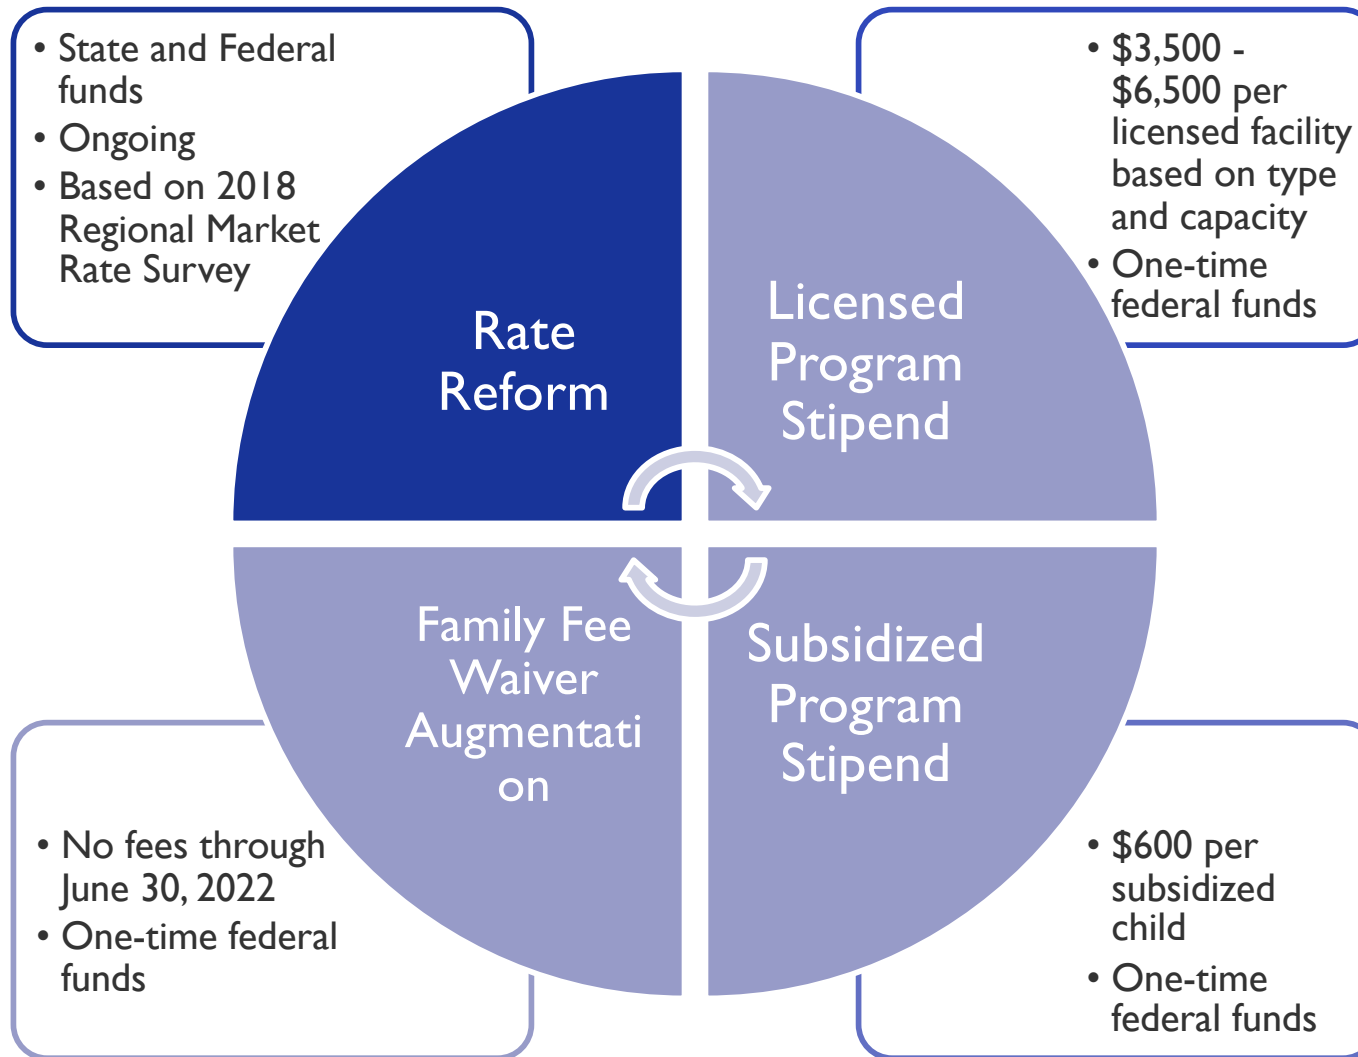 • State and Federal
funds
• Ongoing
• Based on 2018
Regional Market
Rate Survey
• $3,500 -
$6,500 per
licensed facility
based on type
and capacity
• One-time
federal funds
Rate
Reform
Licensed
Program
Stipend
Family Fee
Waiver
Augmentati
on
Subsidized
Program
Stipend
• No fees through
June 30, 2022
• One-time federal
funds
• $600 per
subsidized
child
• One-time
federal funds